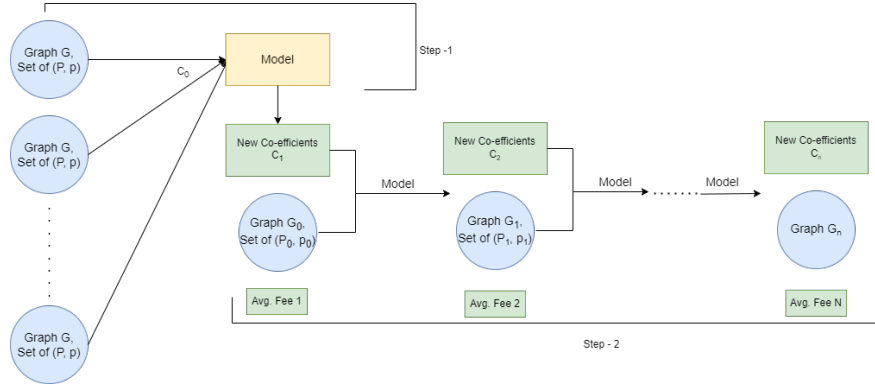 Graph G,
Set of (P, p)
C₀
Model
Step -1
Graph G,
Set of (P, p)
New Co-efficients
C₁
New Co-efficients
C₂
New Co-efficients
Cₙ
Model
Model
Model
Graph G₀,
Set of (P₀, p₀)
Graph G₁,
Set of (P₁, p₁)
Graph Gₙ
Avg. Fee 1
Avg. Fee 2
Avg. Fee N
Graph G,
Set of (P, p)
Step - 2